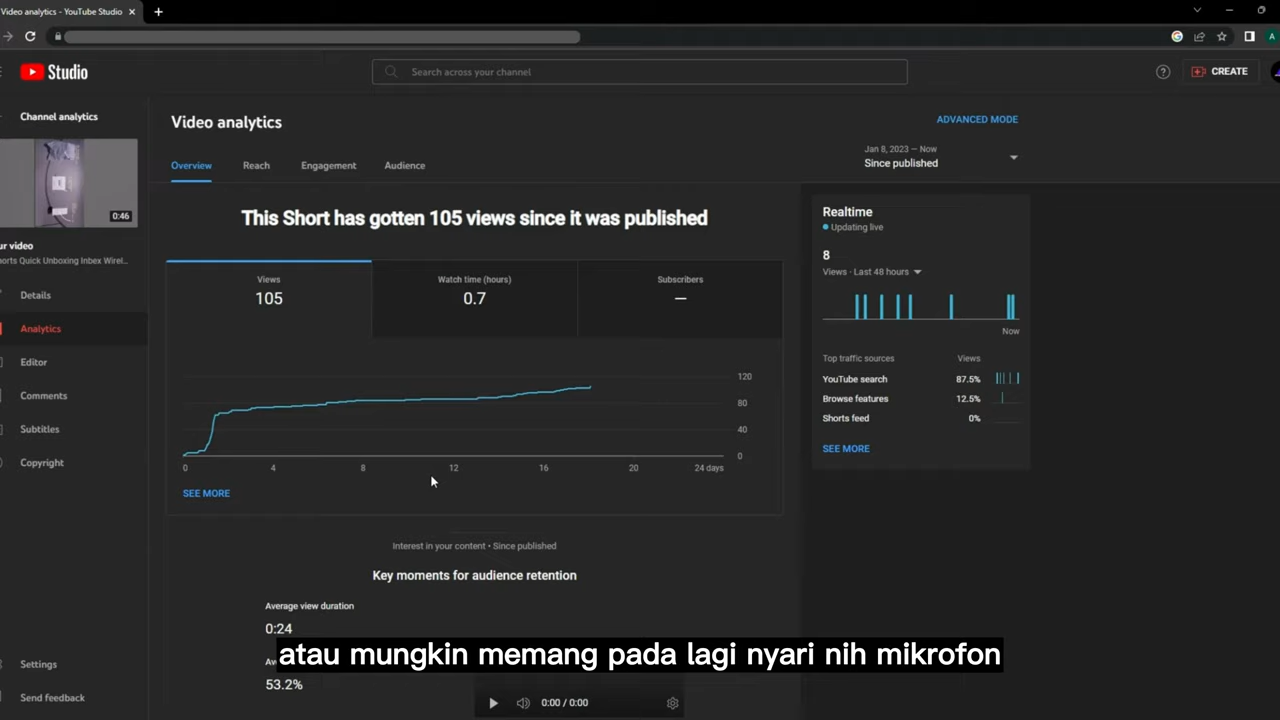 Video analytics - YouTube Studio
Studio
Search across your channel
CREATE
Channel analytics
0:46
ur video
orts Quick Unboxing Inbex Wirel...
Details
Analytics
Editor
Comments
Subtitles
Copyright
Settings
Send feedback
Video analytics
ADVANCED MODE
Overview
Reach
Engagement
Audience
Jan 8, 2023 — Now
Since published
This Short has gotten 105 views since it was published
Views
105
Watch time (hours)
0.7
Subscribers
—
120
80
40
0
0 4 8 12 16 20 24 days
SEE MORE
Interest in your content • Since published
Key moments for audience retention
Average view duration
0:24
53.2%
0:00 / 0:00
Realtime
Updating live
8
Views · Last 48 hours
Now
Top traffic sources Views
YouTube search 87.5%
Browse features 12.5%
Shorts feed 0%
SEE MORE
atau mungkin memang pada lagi nyari nih mikrofon